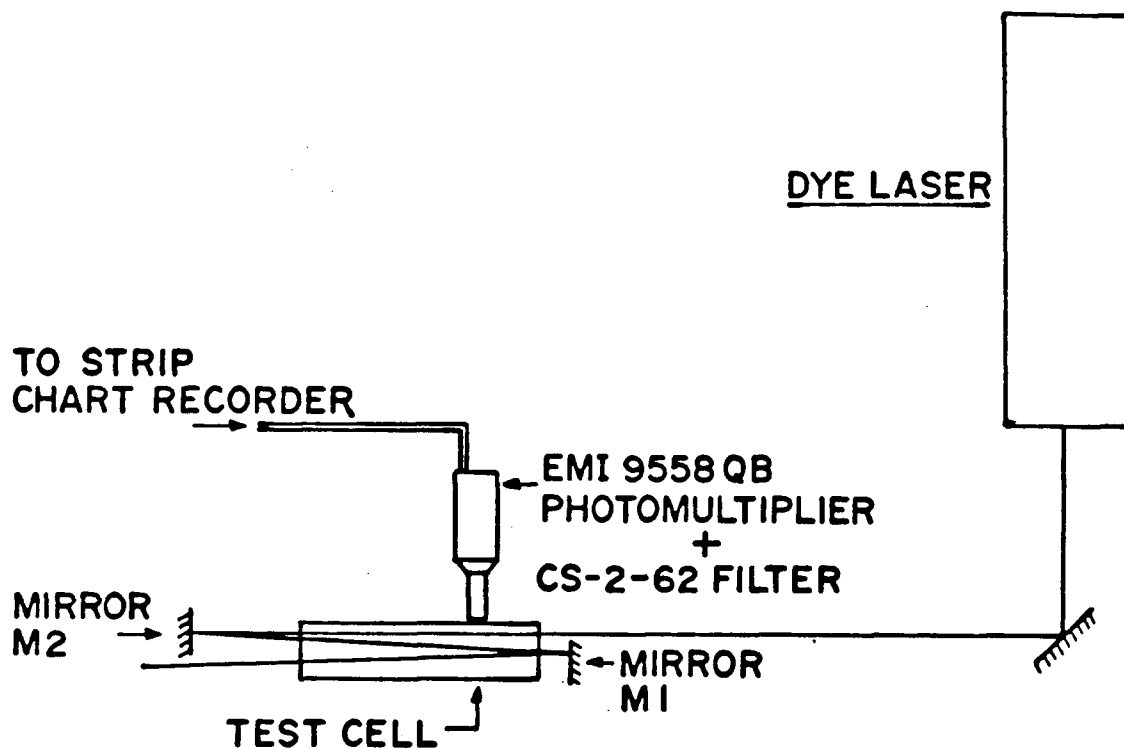 DYE LASER
TO STRIP
CHART RECORDER
EMI 9558 QB
PHOTOMULTIPLIER
+
CS-2-62 FILTER
MIRROR
M2
MIRROR
M1
TEST CELL